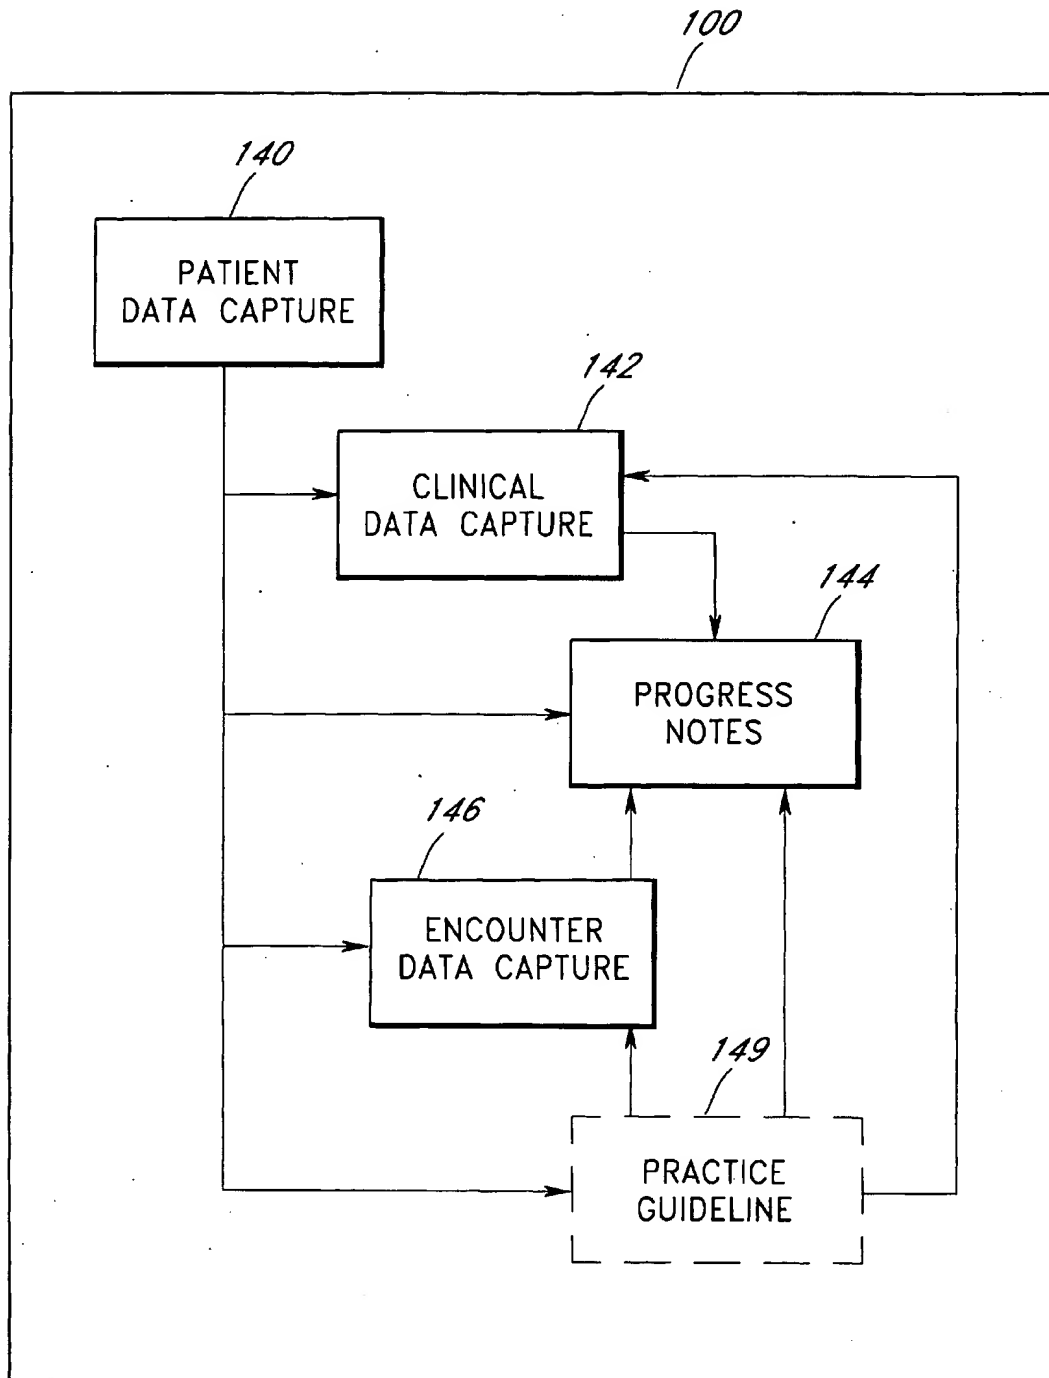 100
140
PATIENT
DATA CAPTURE
142
CLINICAL
DATA CAPTURE
144
PROGRESS
NOTES
146
ENCOUNTER
DATA CAPTURE
149
PRACTICE
GUIDELINE